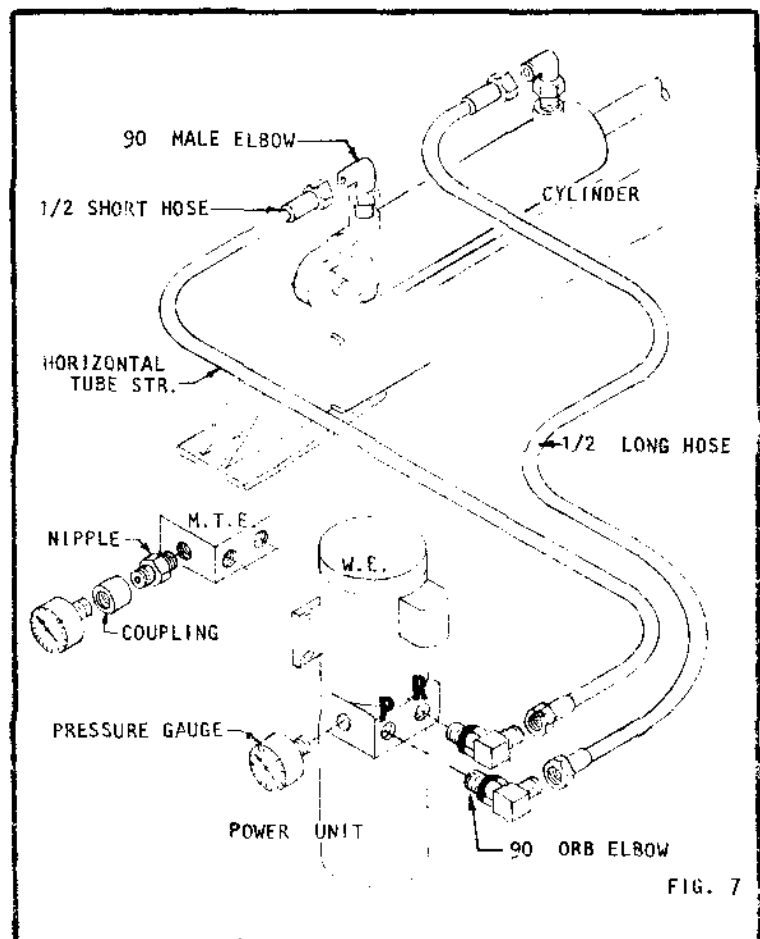 90 MALE ELBOW
1/2 SHORT HOSE
CYLINDER
HORIZONTAL
TUBE STR.
1/2 LONG HOSE
M.T.E.
NIPPLE
W.E.
COUPLING
P R
PRESSURE GAUGE
POWER UNIT
90 ORB ELBOW
FIG. 7